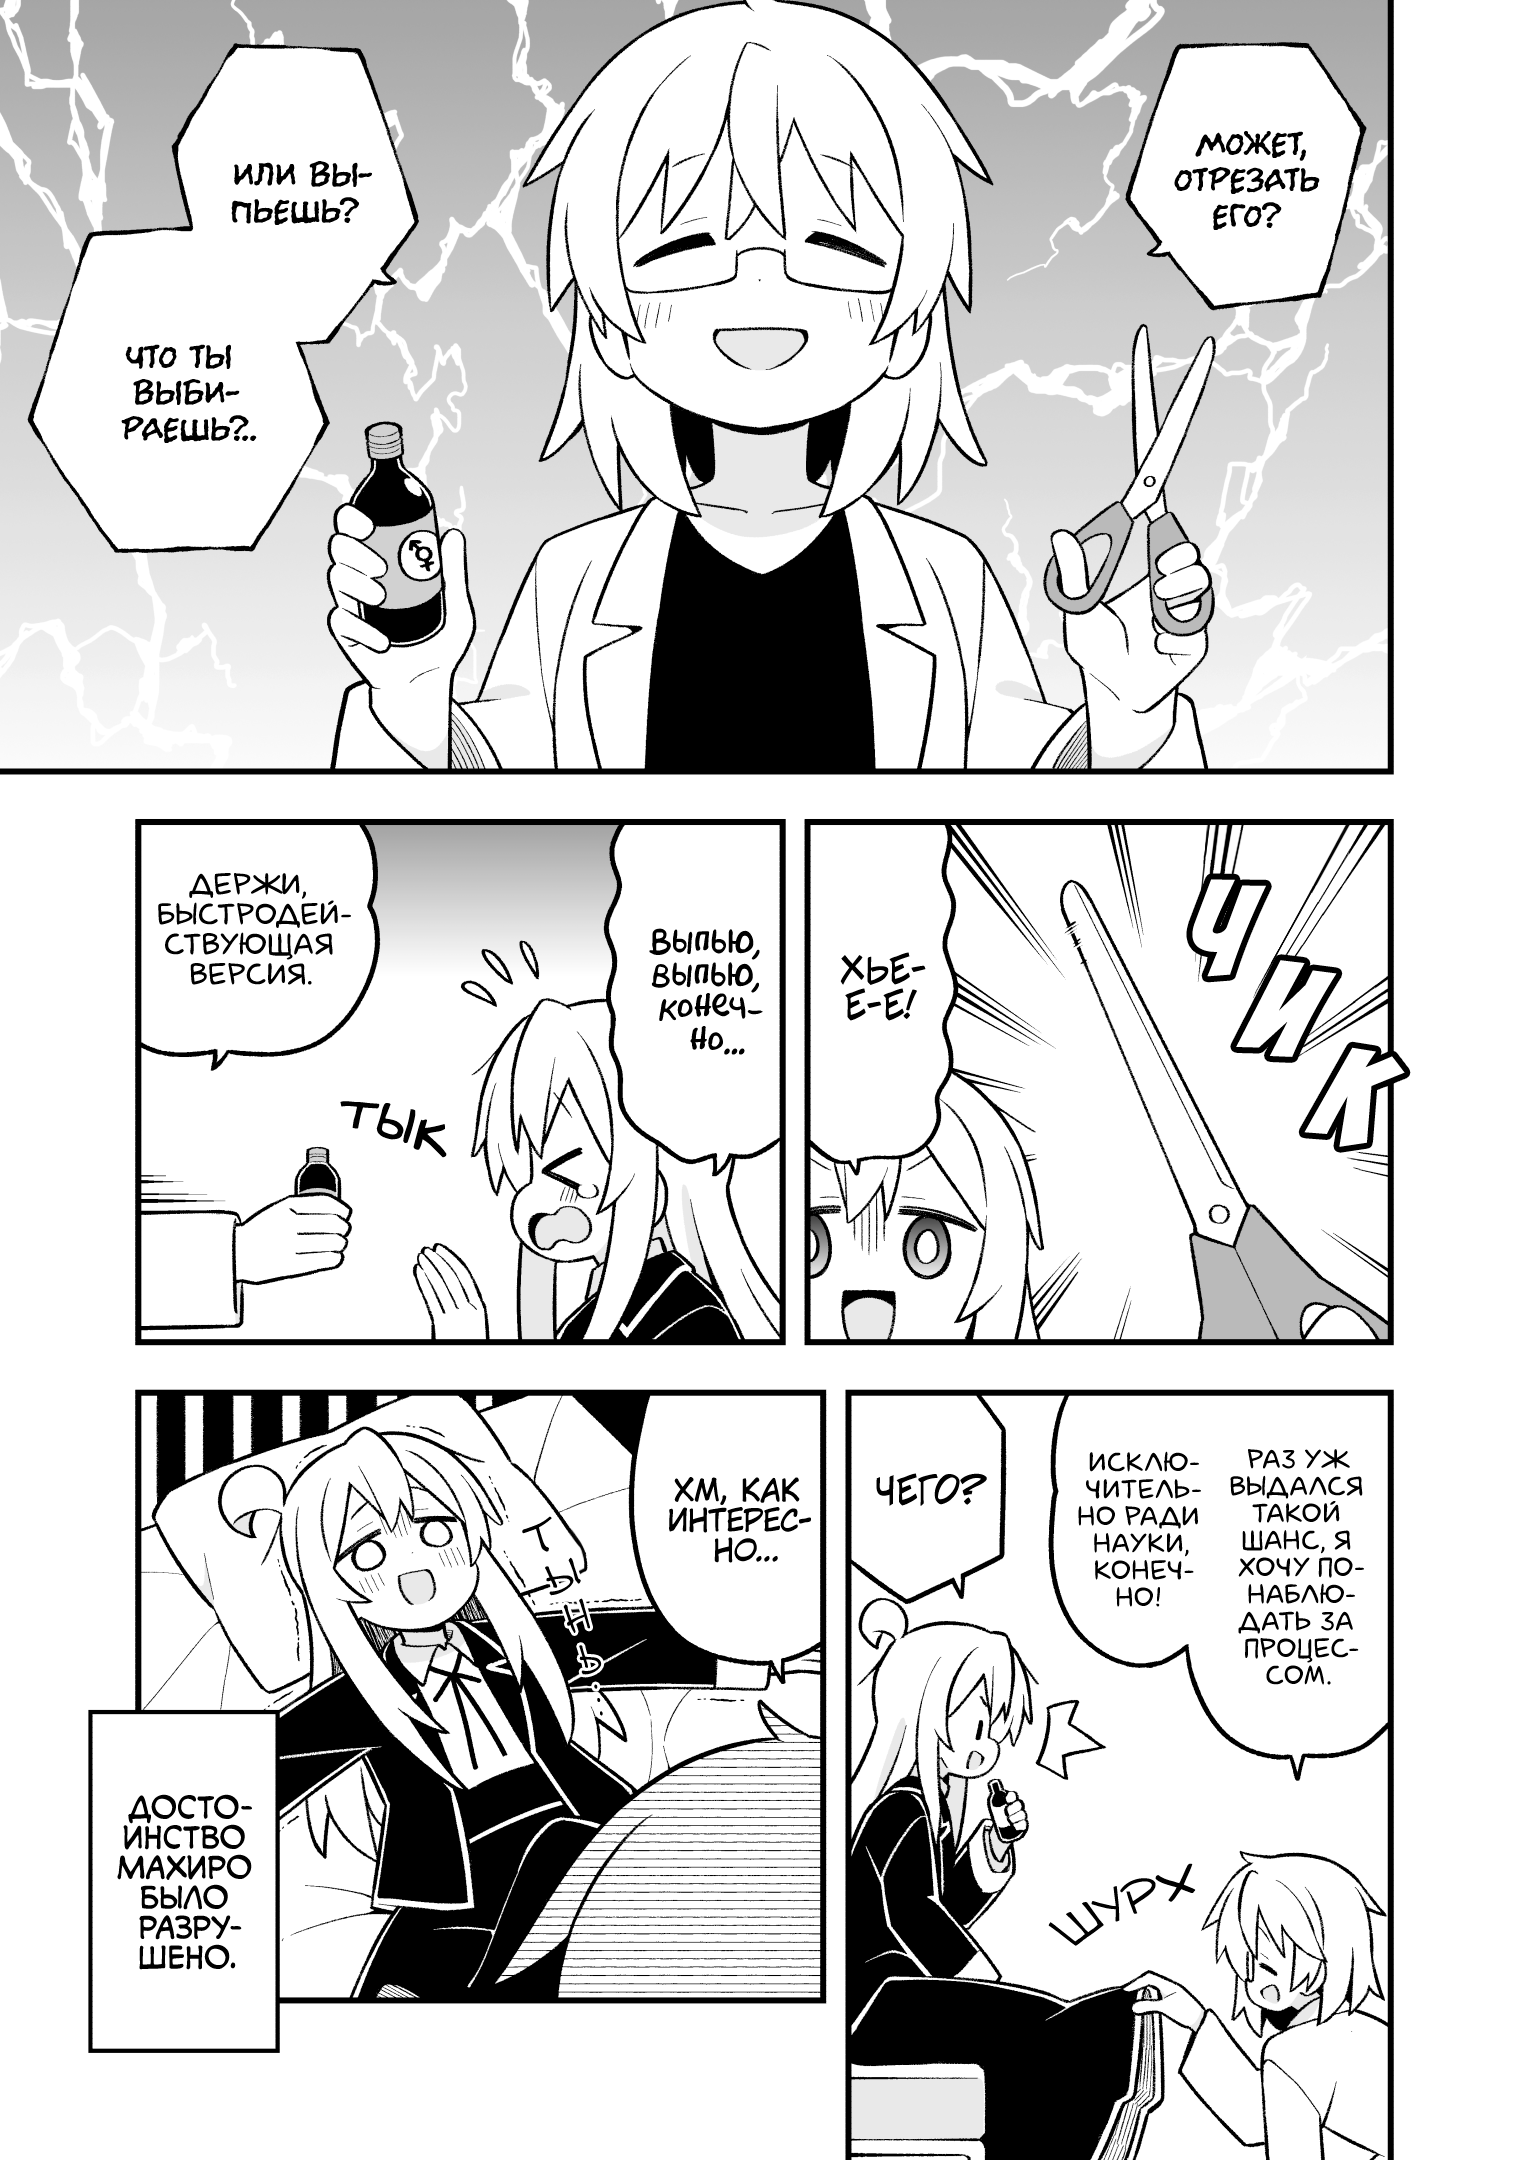 МОЖЕТ,
ОТРЕЗАТЬ
ЕГО?
ИЛИ ВЫ-
ПЬЕШЬ?
ЧТО ТЫ
ВЫБИ-
РАЕШЬ?..
ЧИК
ХЬЕ-
Е-Е!
ВЫПЬЮ,
ВЫПЬЮ,
КОНЕЧ-
НО...
ТЫК
ДЕРЖИ,
БЫСТРОДЕЙ-
СТВУЮЩАЯ
ВЕРСИЯ.
РАЗ УЖ
ВЫДАЛСЯ
ТАКОЙ
ШАНС, Я
ХОЧУ ПО-
НАБЛЮ-
ДАТЬ ЗА
ПРОЦЕС-
СОМ.
ИСКЛЮ-
ЧИТЕЛЬ-
НО РАДИ
НАУКИ,
КОНЕЧ-
НО!
ЧЕГО?
ШУРХ
ХМ, КАК
ИНТЕРЕС-
НО...
ТЫНЬ...
ДОСТО-
ИНСТВО
МАХИРО
БЫЛО
РАЗРУ-
ШЕНО.